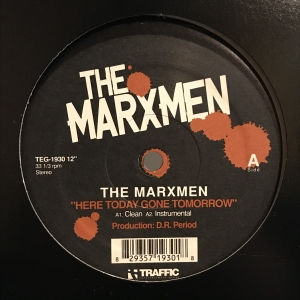 THE
MARXMEN
TEG-1930 12"
33 1/3 rpm
Stereo
A
Side
THE MARXMEN
"HERE TODAY GONE TOMORROW"
A1. Clean A2. Instrumental
Production: D.R. Period
8 29357 19301 8
TRAFFIC